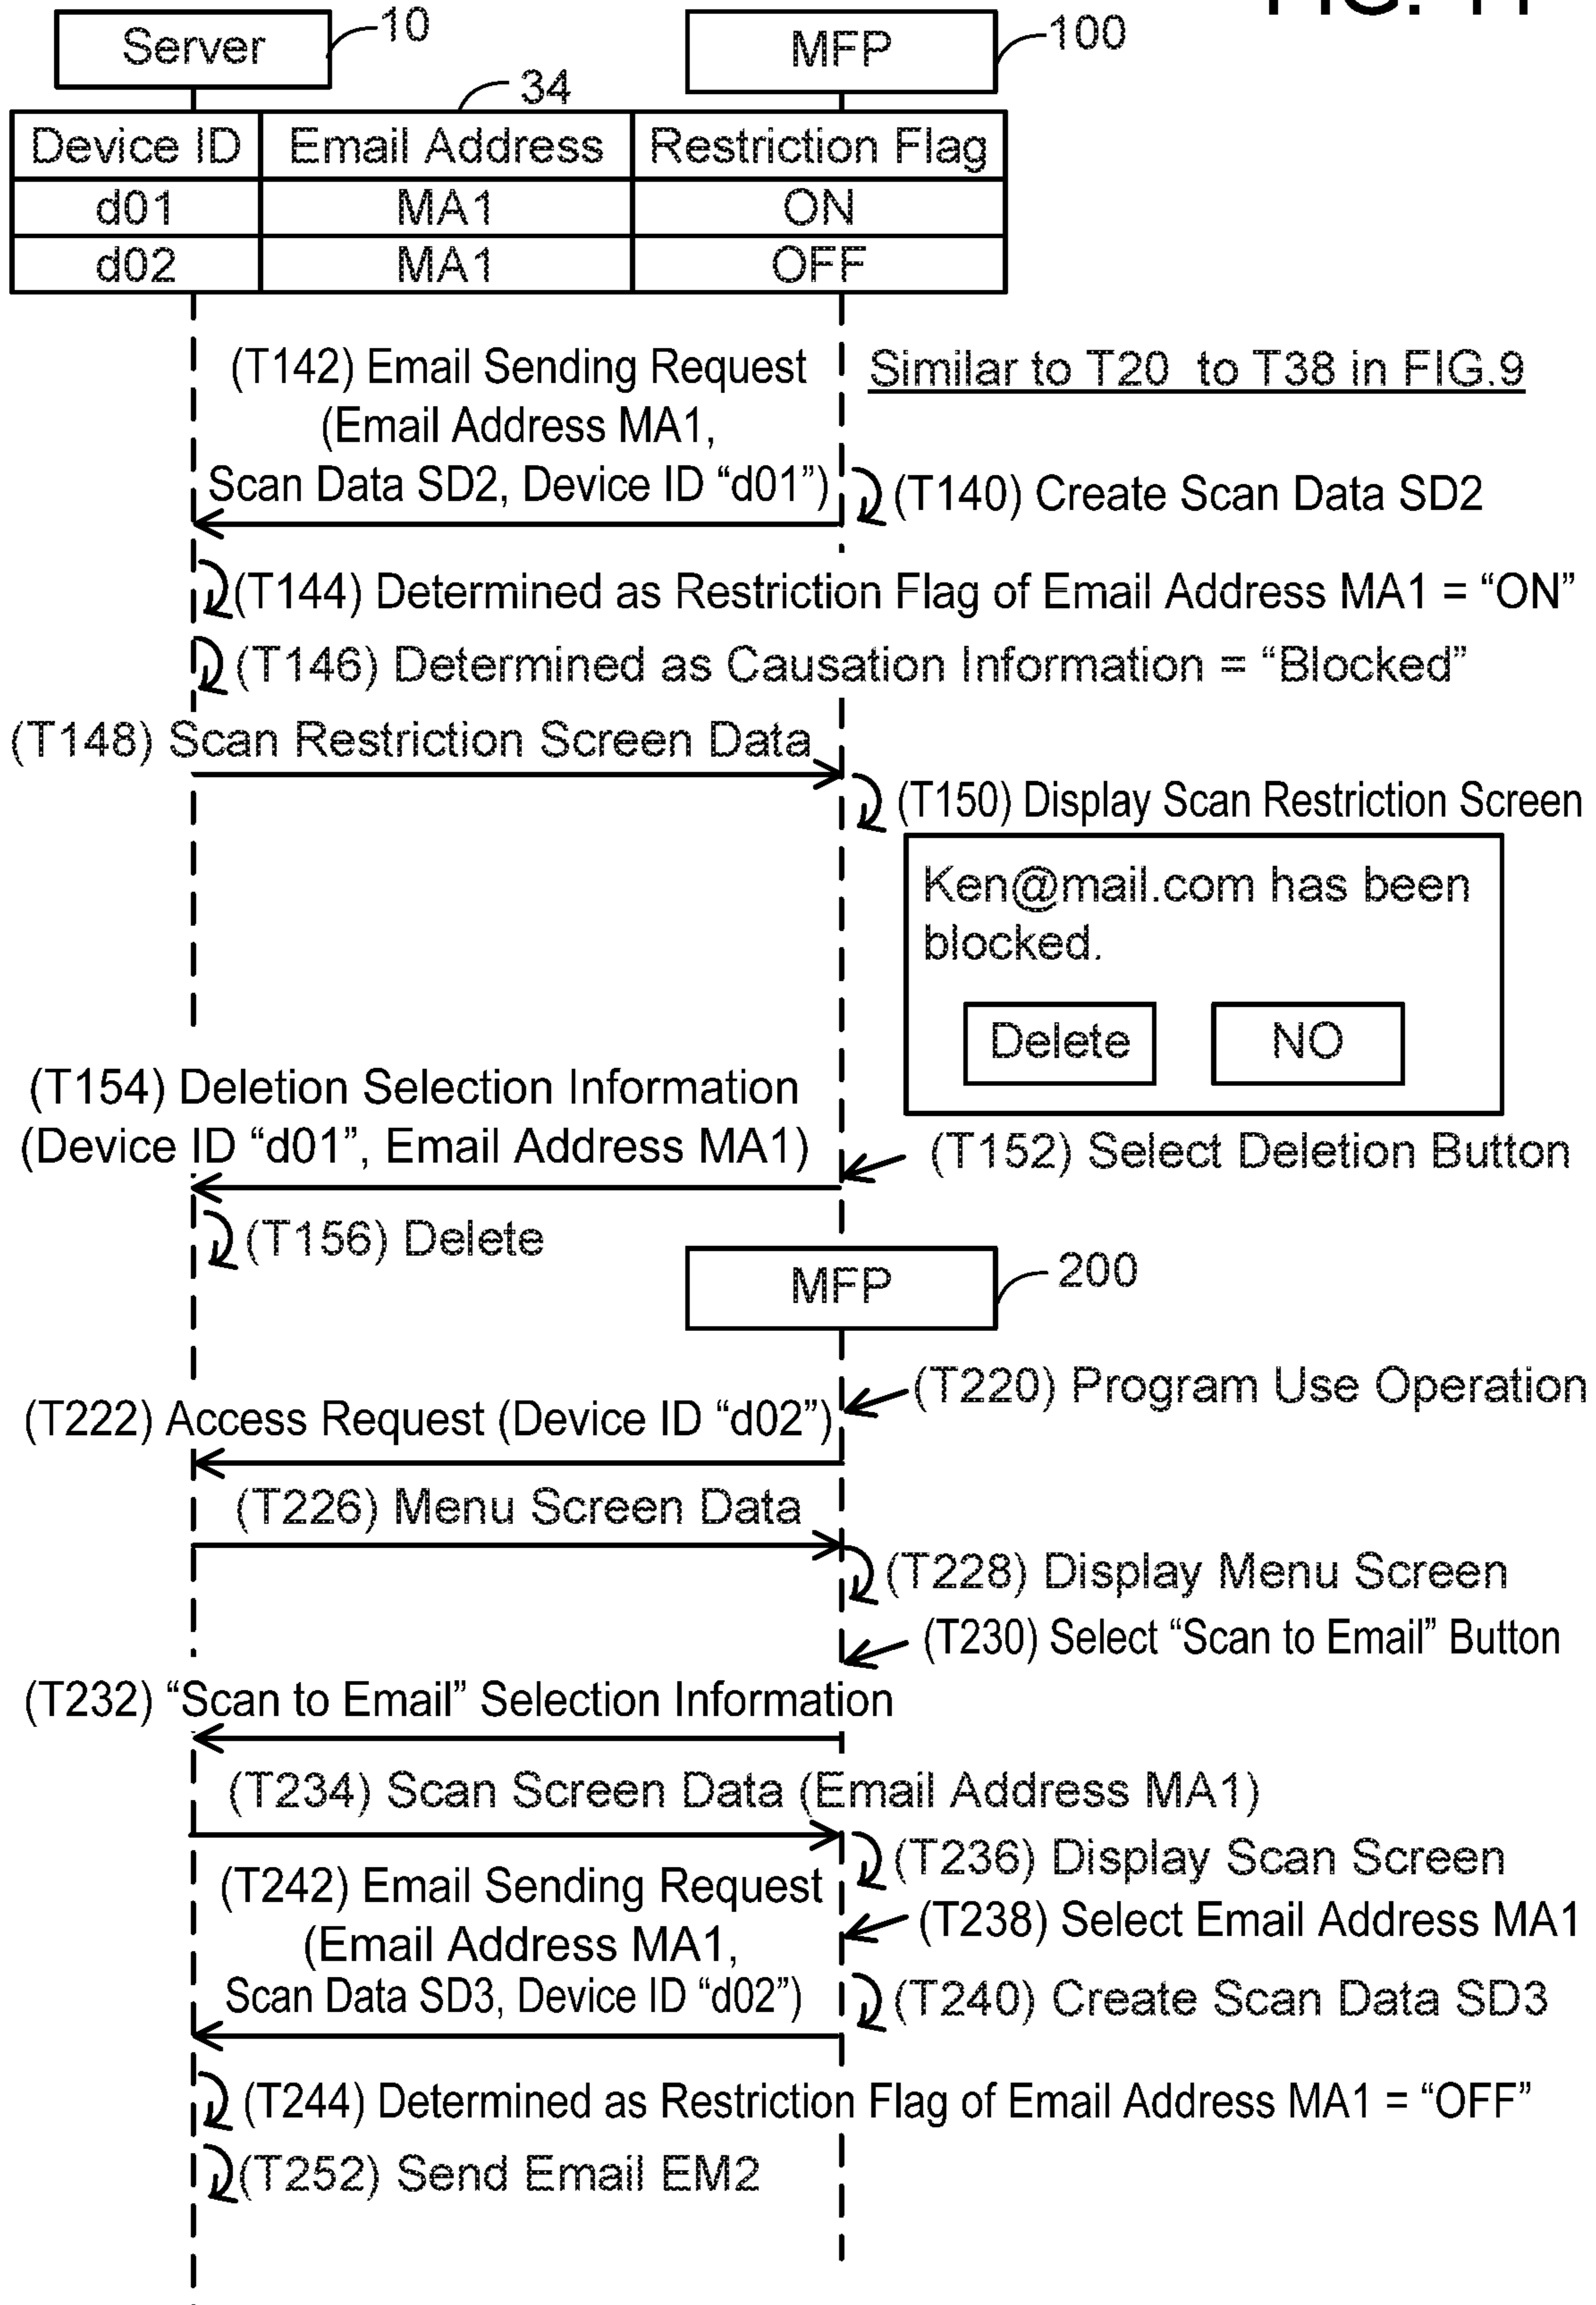 FIG. 11
Server
10
MFP
100
34
Device ID Email Address Restriction Flag
d01 MA1 ON
d02 MA1 OFF
(T142) Email Sending Request
(Email Address MA1,
Scan Data SD2, Device ID “d01”)
Similar to T20 to T38 in FIG.9
(T140) Create Scan Data SD2
(T144) Determined as Restriction Flag of Email Address MA1 = “ON”
(T146) Determined as Causation Information = “Blocked”
(T148) Scan Restriction Screen Data
(T150) Display Scan Restriction Screen
Ken@mail.com has been
blocked.
Delete NO
(T154) Deletion Selection Information
(Device ID “d01”, Email Address MA1)
(T152) Select Deletion Button
(T156) Delete
MFP
200
(T220) Program Use Operation
(T222) Access Request (Device ID “d02”)
(T226) Menu Screen Data
(T228) Display Menu Screen
(T230) Select “Scan to Email” Button
(T232) “Scan to Email” Selection Information
(T234) Scan Screen Data (Email Address MA1)
(T236) Display Scan Screen
(T242) Email Sending Request
(Email Address MA1,
Scan Data SD3, Device ID “d02”)
(T238) Select Email Address MA1
(T240) Create Scan Data SD3
(T244) Determined as Restriction Flag of Email Address MA1 = “OFF”
(T252) Send Email EM2